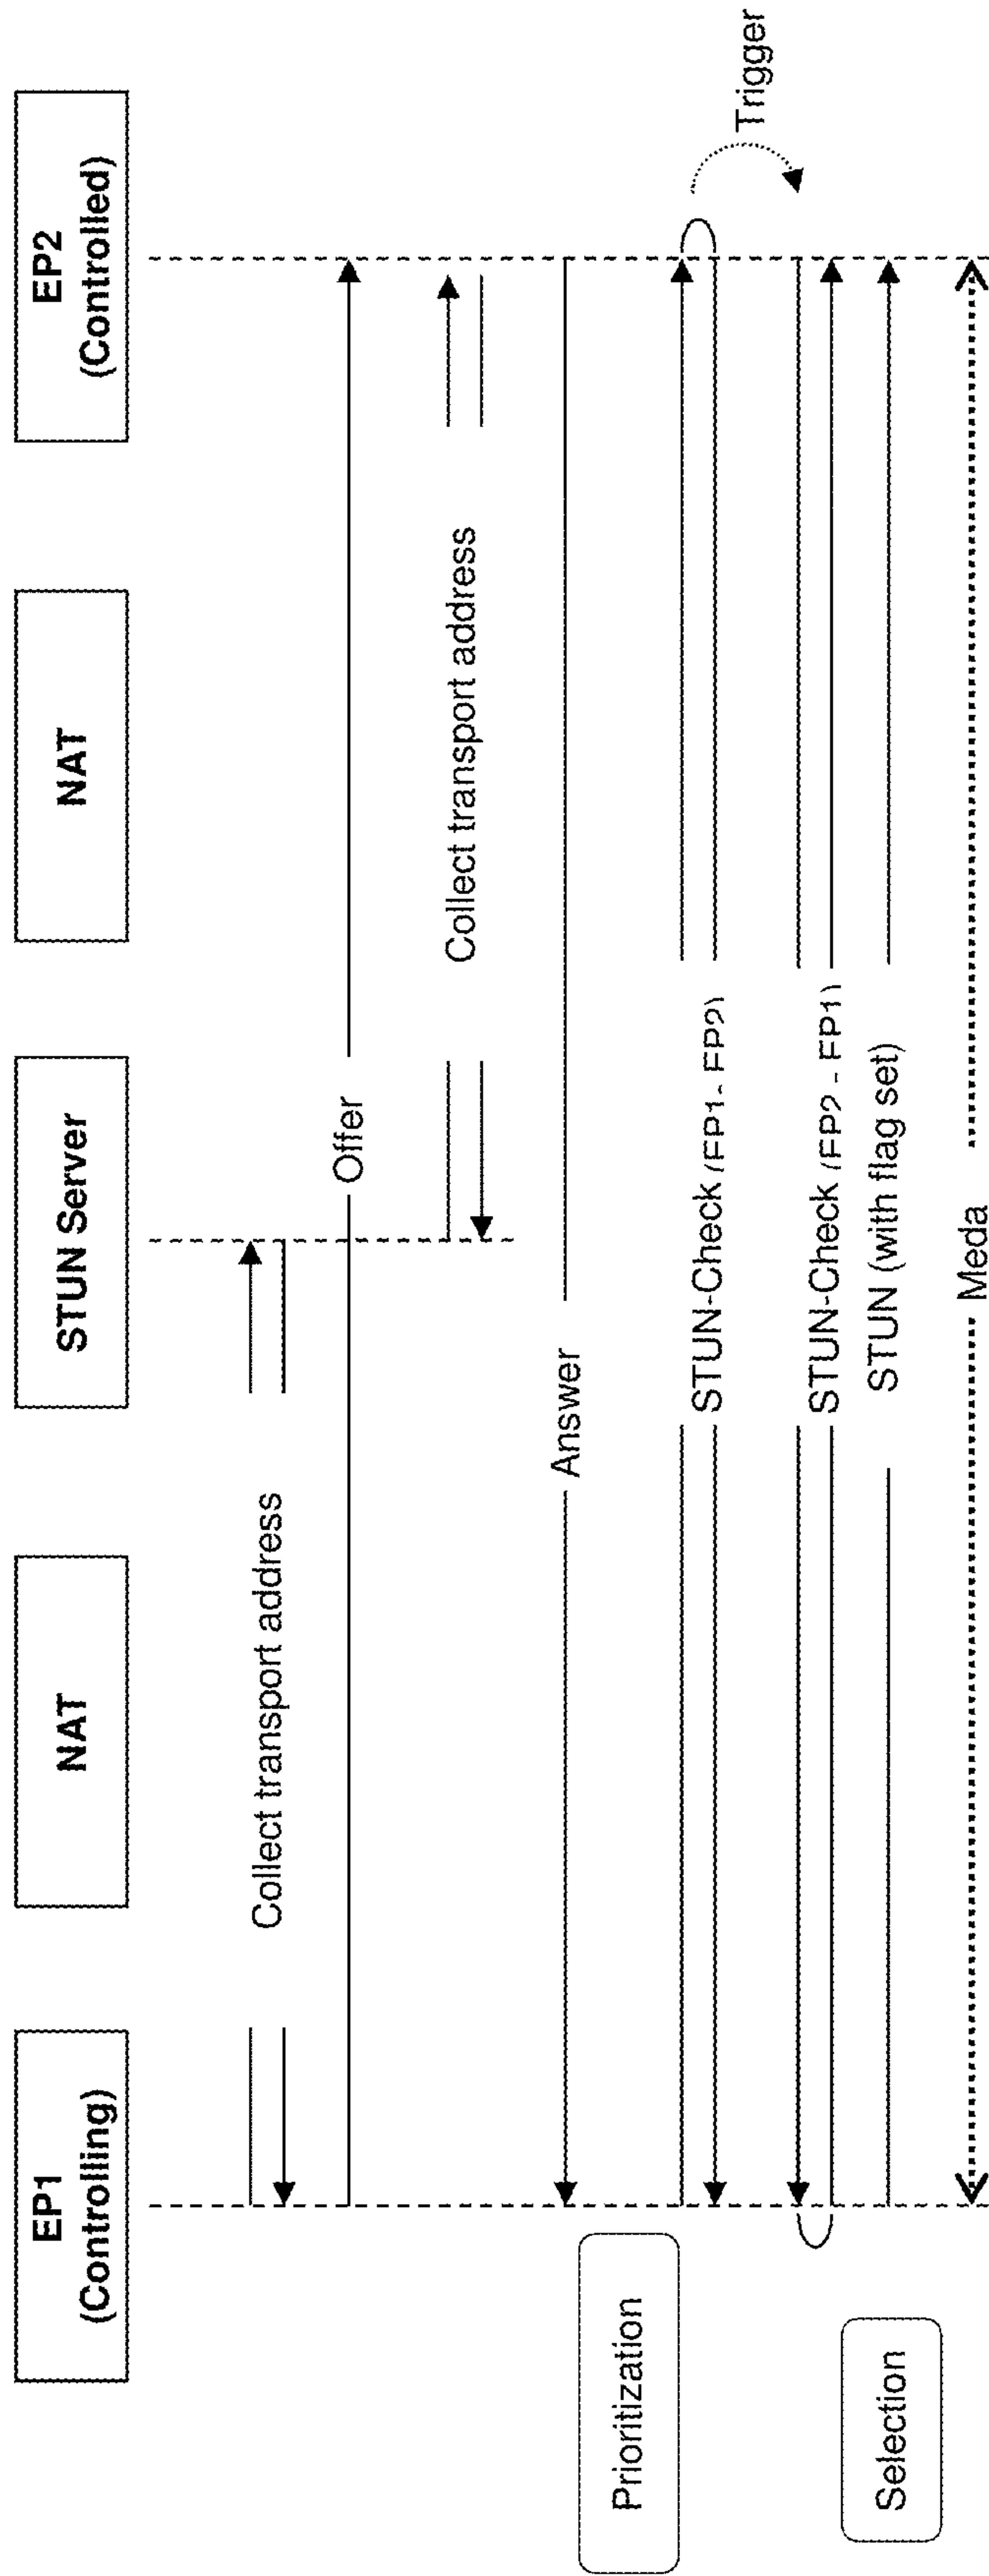 EP1
(Controlling)
NAT
STUN Server
NAT
EP2
(Controlled)
Collect transport address
Offer
Collect transport address
Answer
Prioritization
STUN-Check (EP1- EP2)
Trigger
STUN-Check (EP2 - EP1)
Selection
STUN (with flag set)
Meda